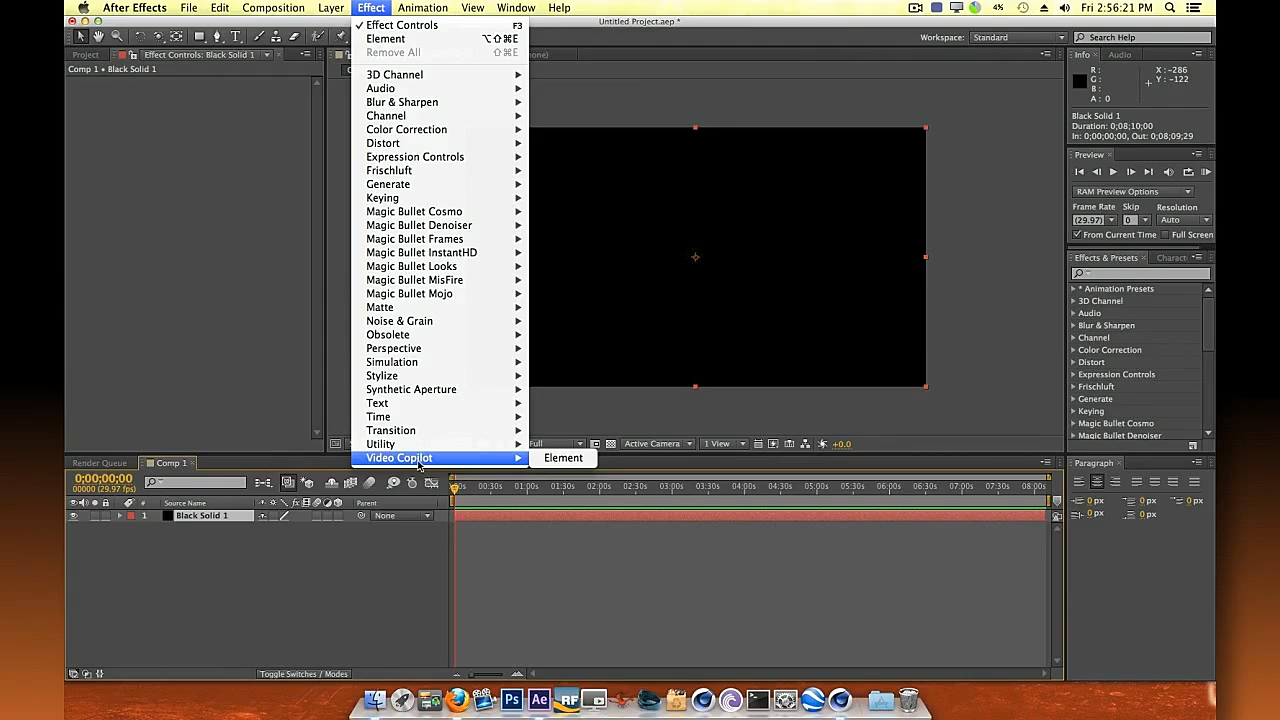 After Effects File Edit Composition Layer Effect Animation View Window Help 4% Fri 2:56:21 PM
Untitled Project.aep *
Workspace: Standard Search Help
Project Effect Controls: Black Solid 1
Comp 1 • Black Solid 1
Effect Controls F3
Element ⌥⇧⌘E
Remove All ⇧⌘E
3D Channel
Audio
Blur & Sharpen
Channel
Color Correction
Distort
Expression Controls
Frischluft
Generate
Keying
Magic Bullet Cosmo
Magic Bullet Denoiser
Magic Bullet Frames
Magic Bullet InstantHD
Magic Bullet Looks
Magic Bullet MisFire
Magic Bullet Mojo
Matte
Noise & Grain
Obsolete
Perspective
Simulation
Stylize
Synthetic Aperture
Text
Time
Transition
Utility
Video Copilot
Element
Info Audio
R: X: -286
G: Y: -122
B:
A: 0
Black Solid 1
Duration: 0;08;10;00
In: 0;00;00;00, Out: 0;08;09;29
Preview
RAM Preview Options
Frame Rate Skip Resolution
(29.97) 0 Auto
From Current Time Full Screen
Effects & Presets Charact
* Animation Presets
3D Channel
Audio
Blur & Sharpen
Channel
Color Correction
Distort
Expression Controls
Frischluft
Generate
Keying
Magic Bullet Cosmo
Magic Bullet Denoiser
Full Active Camera 1 View +0.0
Render Queue Comp 1
0;00;00;00
00000 (29.97 fps)
Source Name Parent
1 Black Solid 1 None
00:30s 01:00s 01:30s 02:00s 02:30s 03:00s 03:30s 04:00s 04:30s 05:00s 05:30s 06:00s 06:30s 07:00s 07:30s 08:00s
Paragraph
0 px 0 px 0 px
0 px 0 px
Toggle Switches / Modes
Ps Ae RF